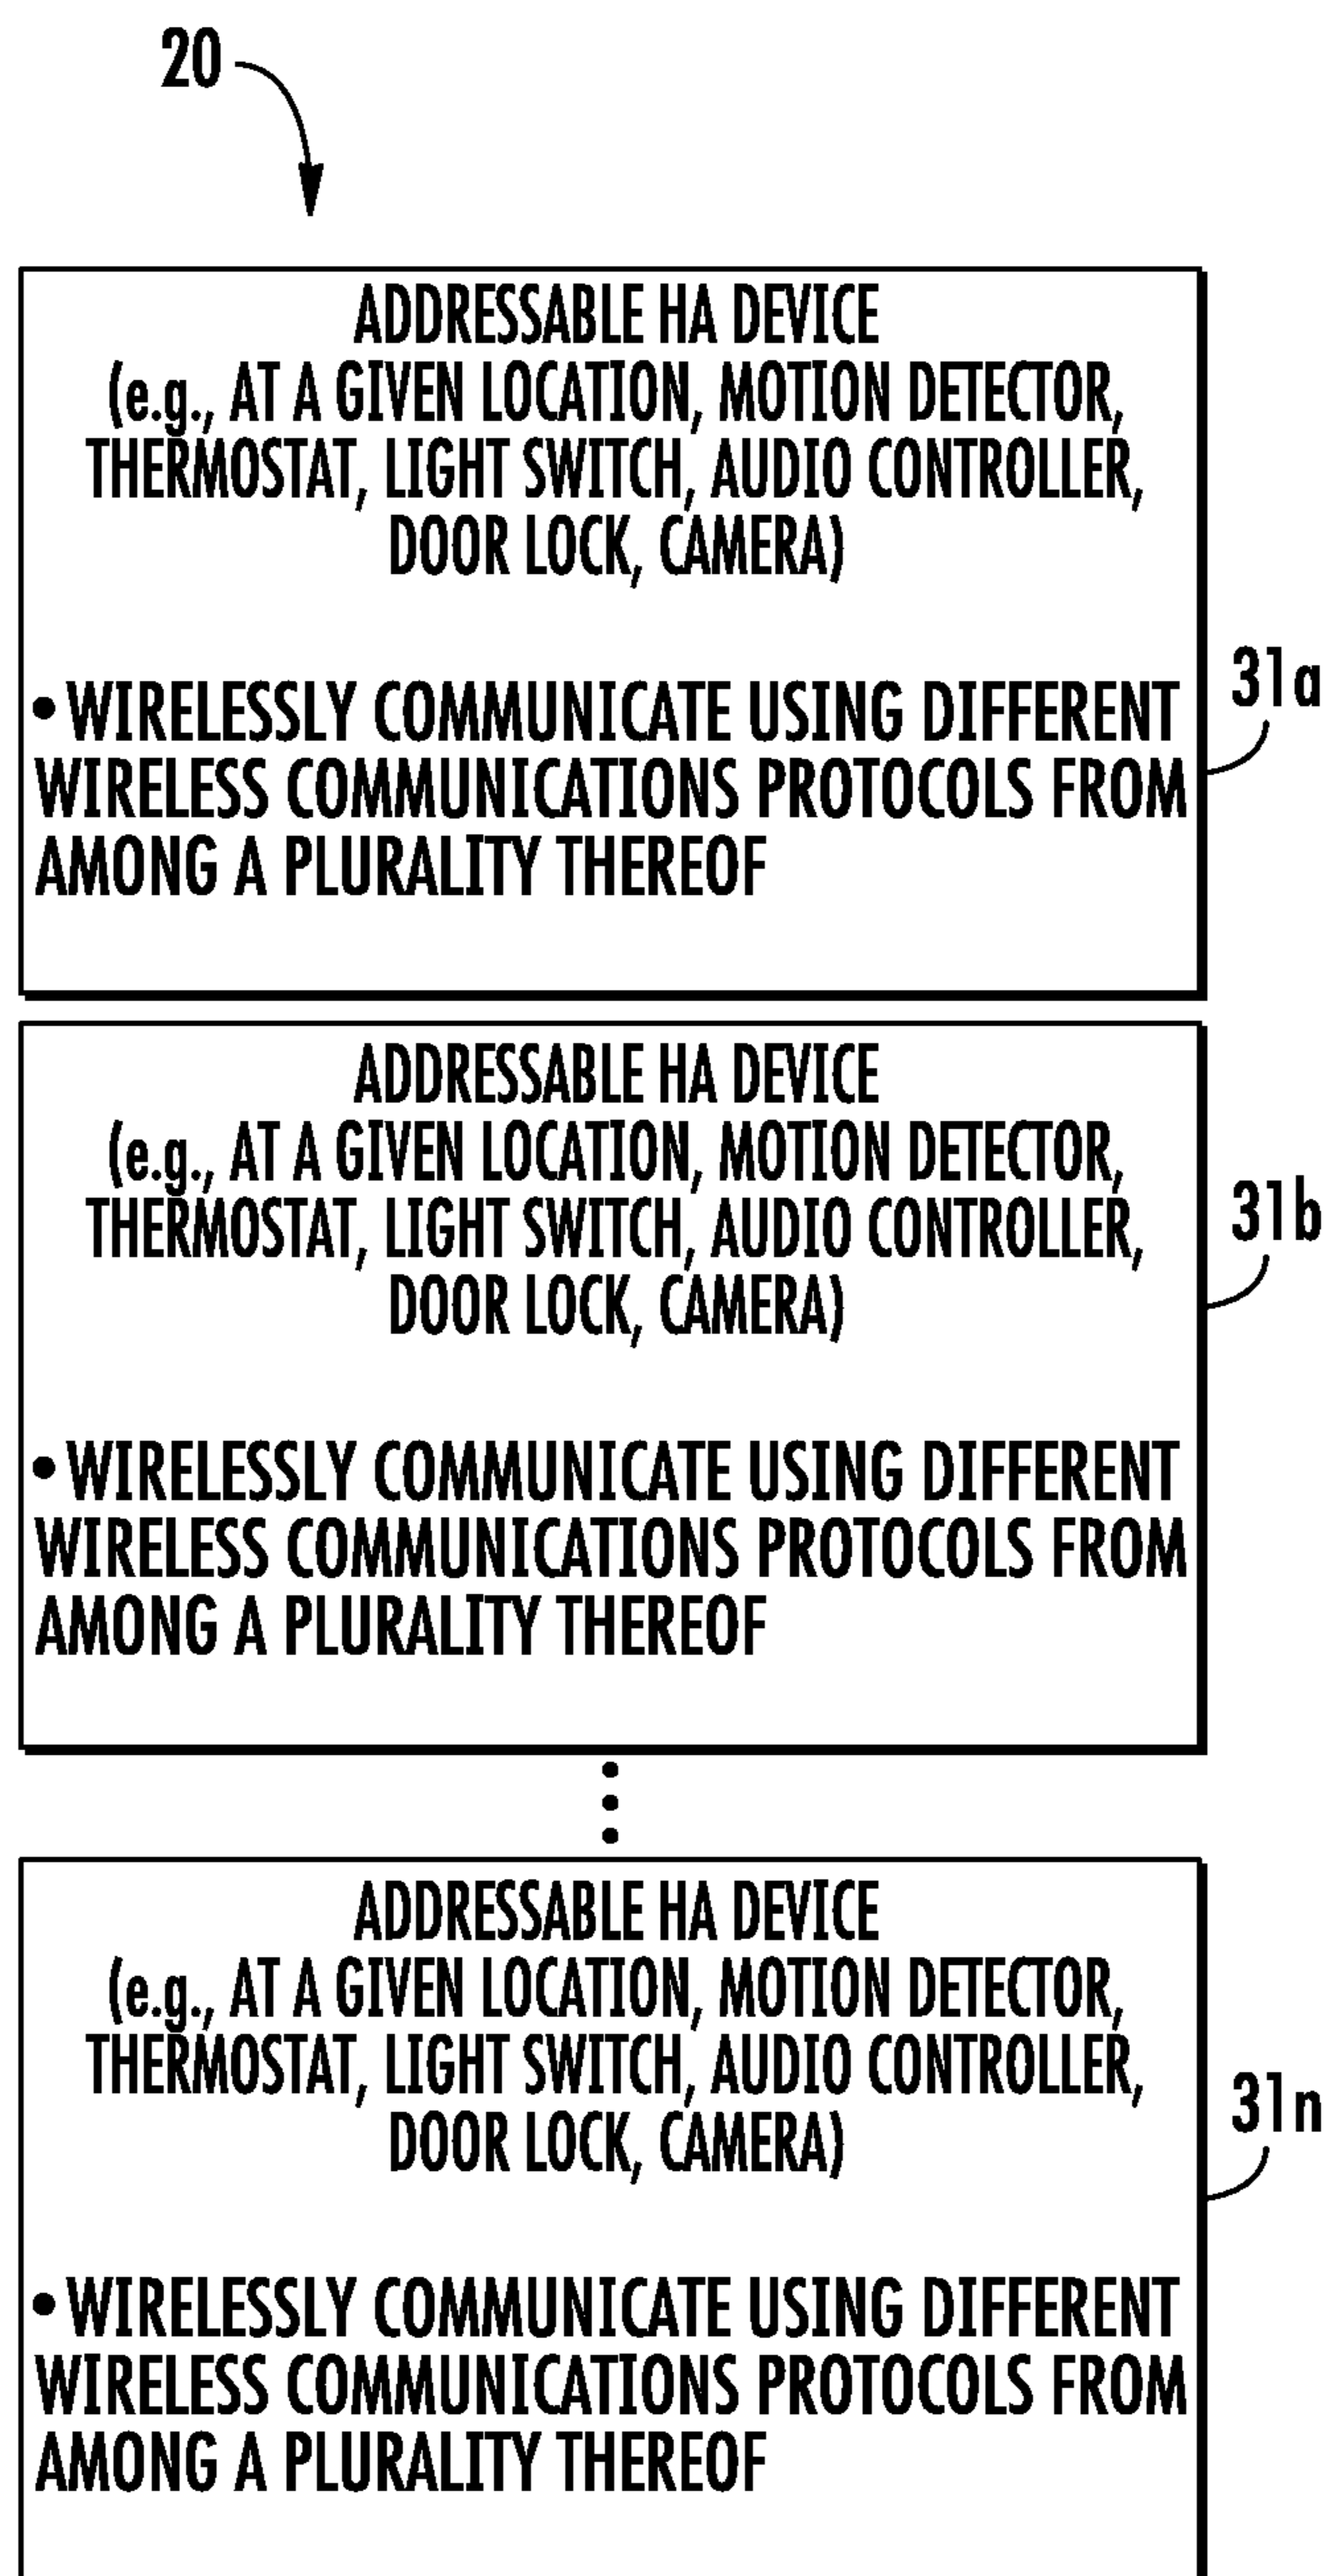 20
ADDRESSABLE HA DEVICE
(e.g., AT A GIVEN LOCATION, MOTION DETECTOR,
THERMOSTAT, LIGHT SWITCH, AUDIO CONTROLLER,
DOOR LOCK, CAMERA)
• WIRELESSLY COMMUNICATE USING DIFFERENT
WIRELESS COMMUNICATIONS PROTOCOLS FROM
AMONG A PLURALITY THEREOF
31a
ADDRESSABLE HA DEVICE
(e.g., AT A GIVEN LOCATION, MOTION DETECTOR,
THERMOSTAT, LIGHT SWITCH, AUDIO CONTROLLER,
DOOR LOCK, CAMERA)
• WIRELESSLY COMMUNICATE USING DIFFERENT
WIRELESS COMMUNICATIONS PROTOCOLS FROM
AMONG A PLURALITY THEREOF
31b
ADDRESSABLE HA DEVICE
(e.g., AT A GIVEN LOCATION, MOTION DETECTOR,
THERMOSTAT, LIGHT SWITCH, AUDIO CONTROLLER,
DOOR LOCK, CAMERA)
• WIRELESSLY COMMUNICATE USING DIFFERENT
WIRELESS COMMUNICATIONS PROTOCOLS FROM
AMONG A PLURALITY THEREOF
31n